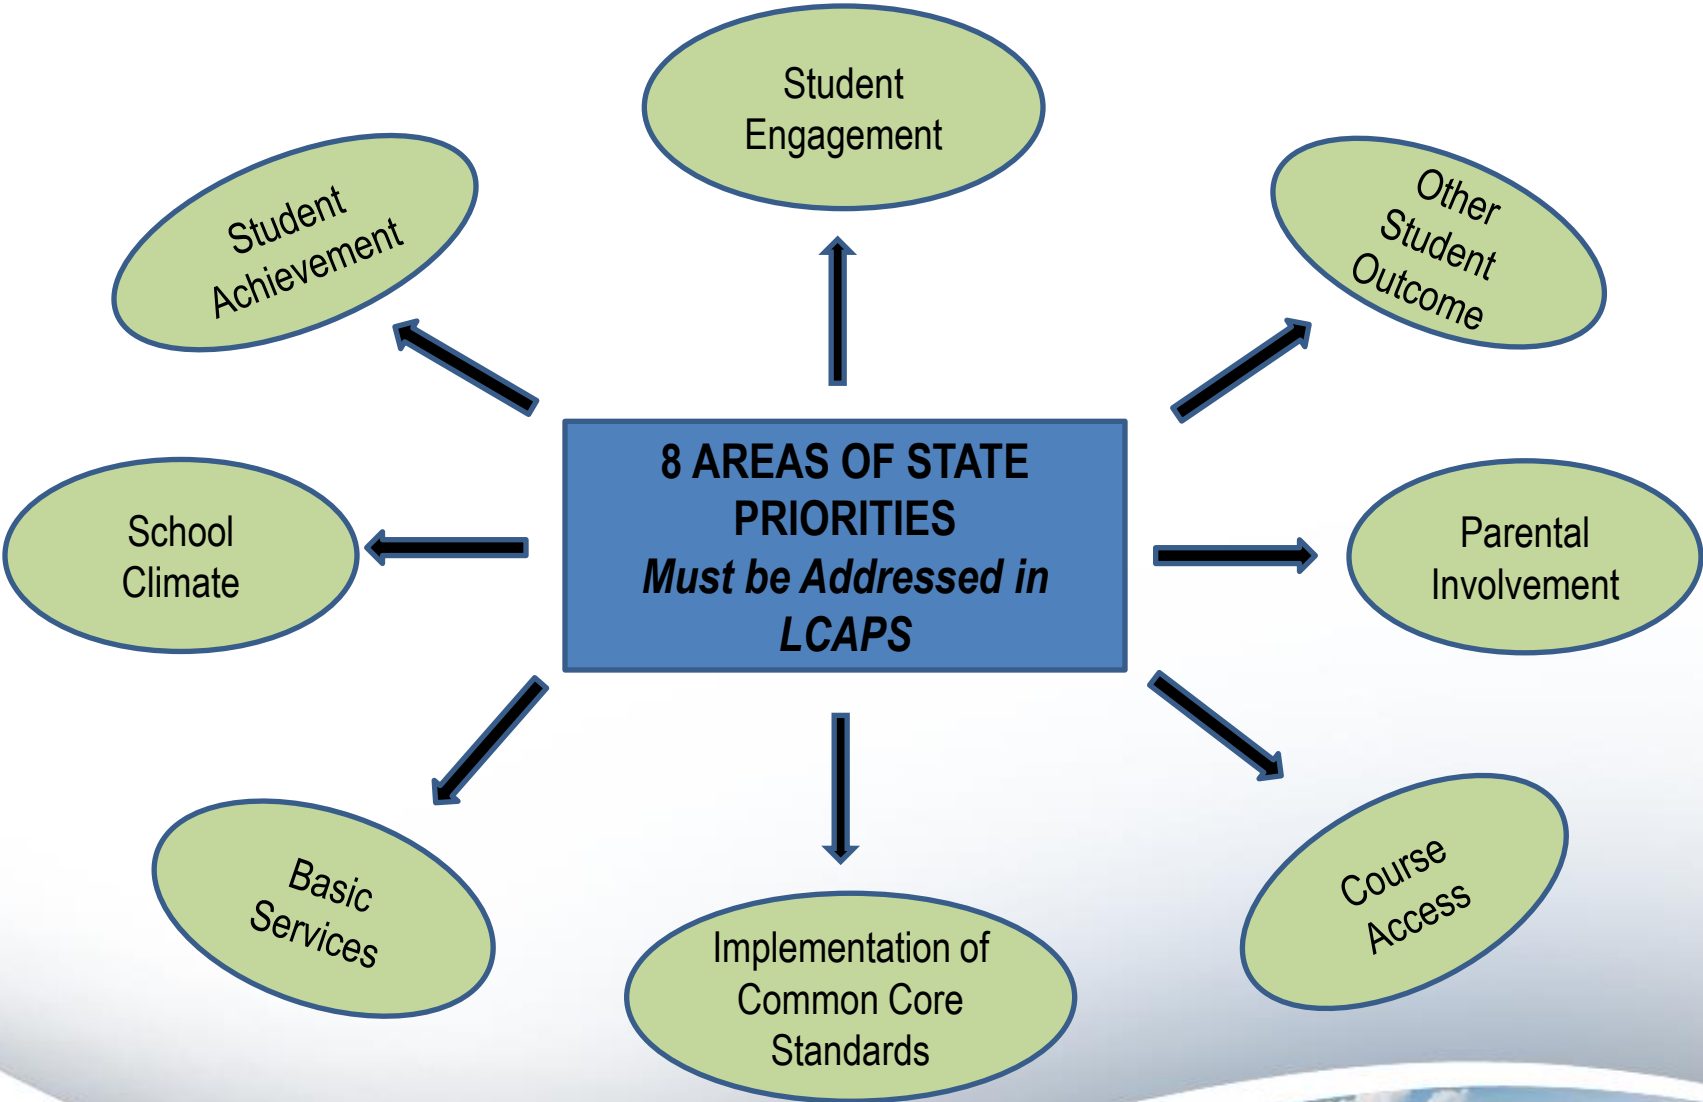 Student
Engagement
Student
Achievement
Other
Student
Outcome
8 AREAS OF STATE
PRIORITIES
Must be Addressed in
LCAPS
School
Climate
Parental
Involvement
Basic
Services
Course
Access
Implementation of
Common Core
Standards